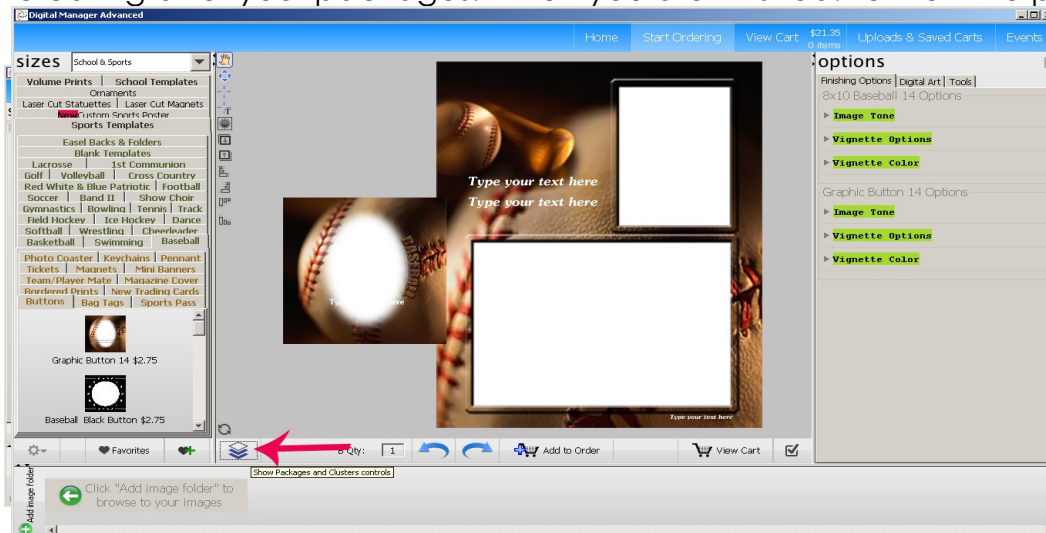 Digital Manager Advanced
Home Start Ordering View Cart $21.35 0 items Uploads & Saved Carts Events
sizes School & Sports
Volume Prints School Templates
Ornaments
Laser Cut Statuettes Laser Cut Magnets
New Custom Sports Poster
Sports Templates
Easel Backs & Folders
Blank Templates
Lacrosse 1st Communion
Golf Volleyball Cross Country
Red White & Blue Patriotic Football
Soccer Band II Show Choir
Gymnastics Bowling Tennis Track
Field Hockey Ice Hockey Dance
Softball Wrestling Cheerleader
Basketball Swimming Baseball
Photo Coaster Keychains Pennant
Tickets Magnets Mini Banners
Team/Player Mate Magazine Cover
Bordered Prints New Trading Cards
Buttons Bag Tags Sports Pass
Graphic Button 14 $2.75
Baseball Black Button $2.75
Favorites
Type your text here
Type your text here
BASEBALL
Type your text here
options
Finishing Options Digital Art Tools
8x10 Baseball 14 Options
Image Tone
Vignette Options
Vignette Color
Graphic Button 14 Options
Image Tone
Vignette Options
Vignette Color
Qty: 1 Add to Order View Cart
Show Packages and Clusters controls
Add image folder
Click "Add image folder" to
browse to your images